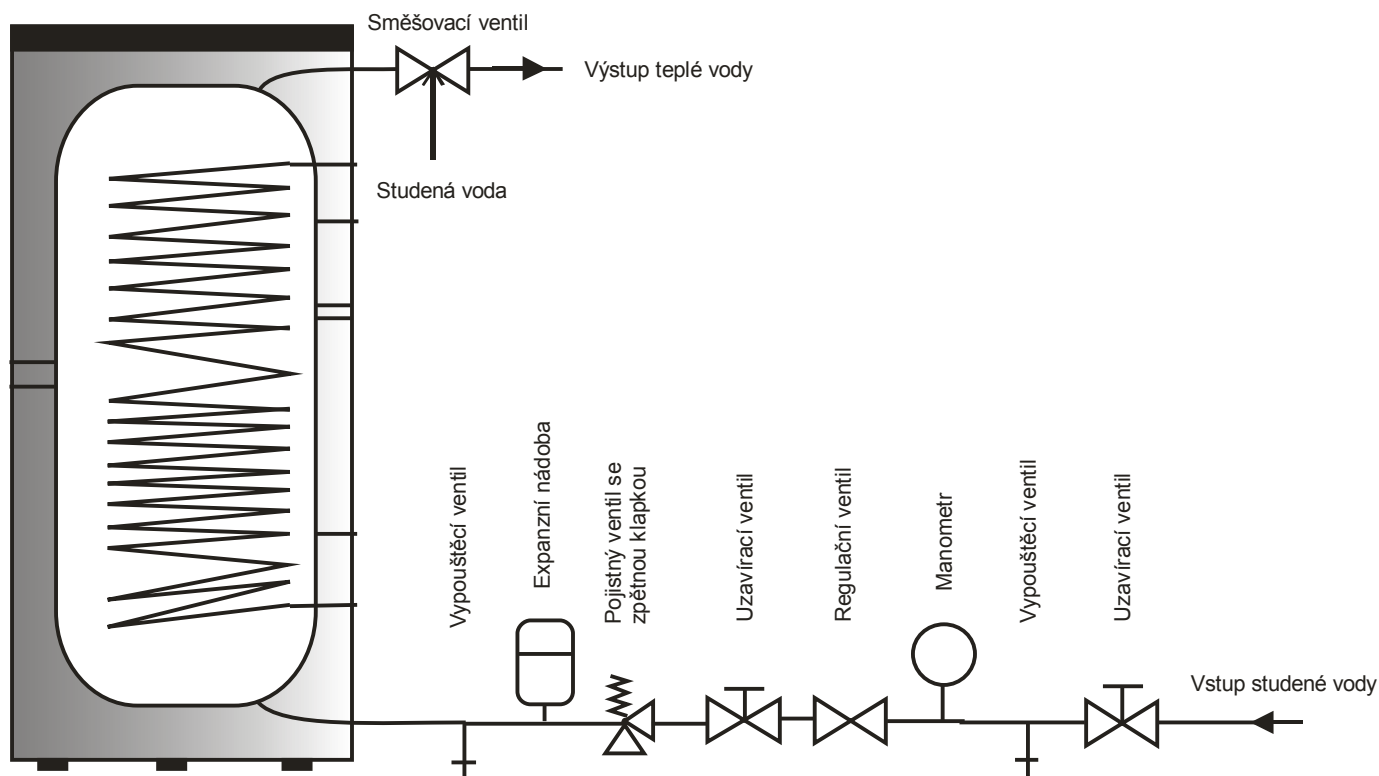 Směšovací ventil
Výstup teplé vody
Studená voda
Vypouštěcí ventil
Expanzní nádoba
Pojistný ventil se
zpětnou klapkou
Uzavírací ventil
Regulační ventil
Manometr
Vypouštěcí ventil
Uzavírací ventil
Vstup studené vody